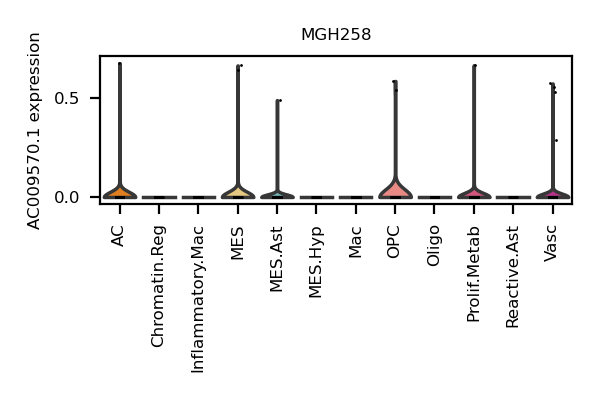 MGH258
AC009570.1 expression
0.5
0.0
AC
Chromatin.Reg
Inflammatory.Mac
MES
MES.Ast
MES.Hyp
Mac
OPC
Oligo
Prolif.Metab
Reactive.Ast
Vasc